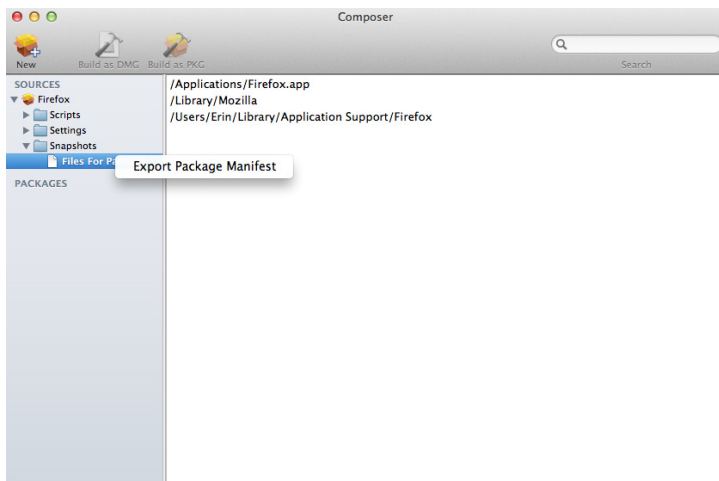 Composer
New
Build as DMG
Build as PKG
Search
SOURCES
Firefox
Scripts
Settings
Snapshots
Files For
Export Package Manifest
PACKAGES
/Applications/Firefox.app
/Library/Mozilla
/Users/Erin/Library/Application Support/Firefox